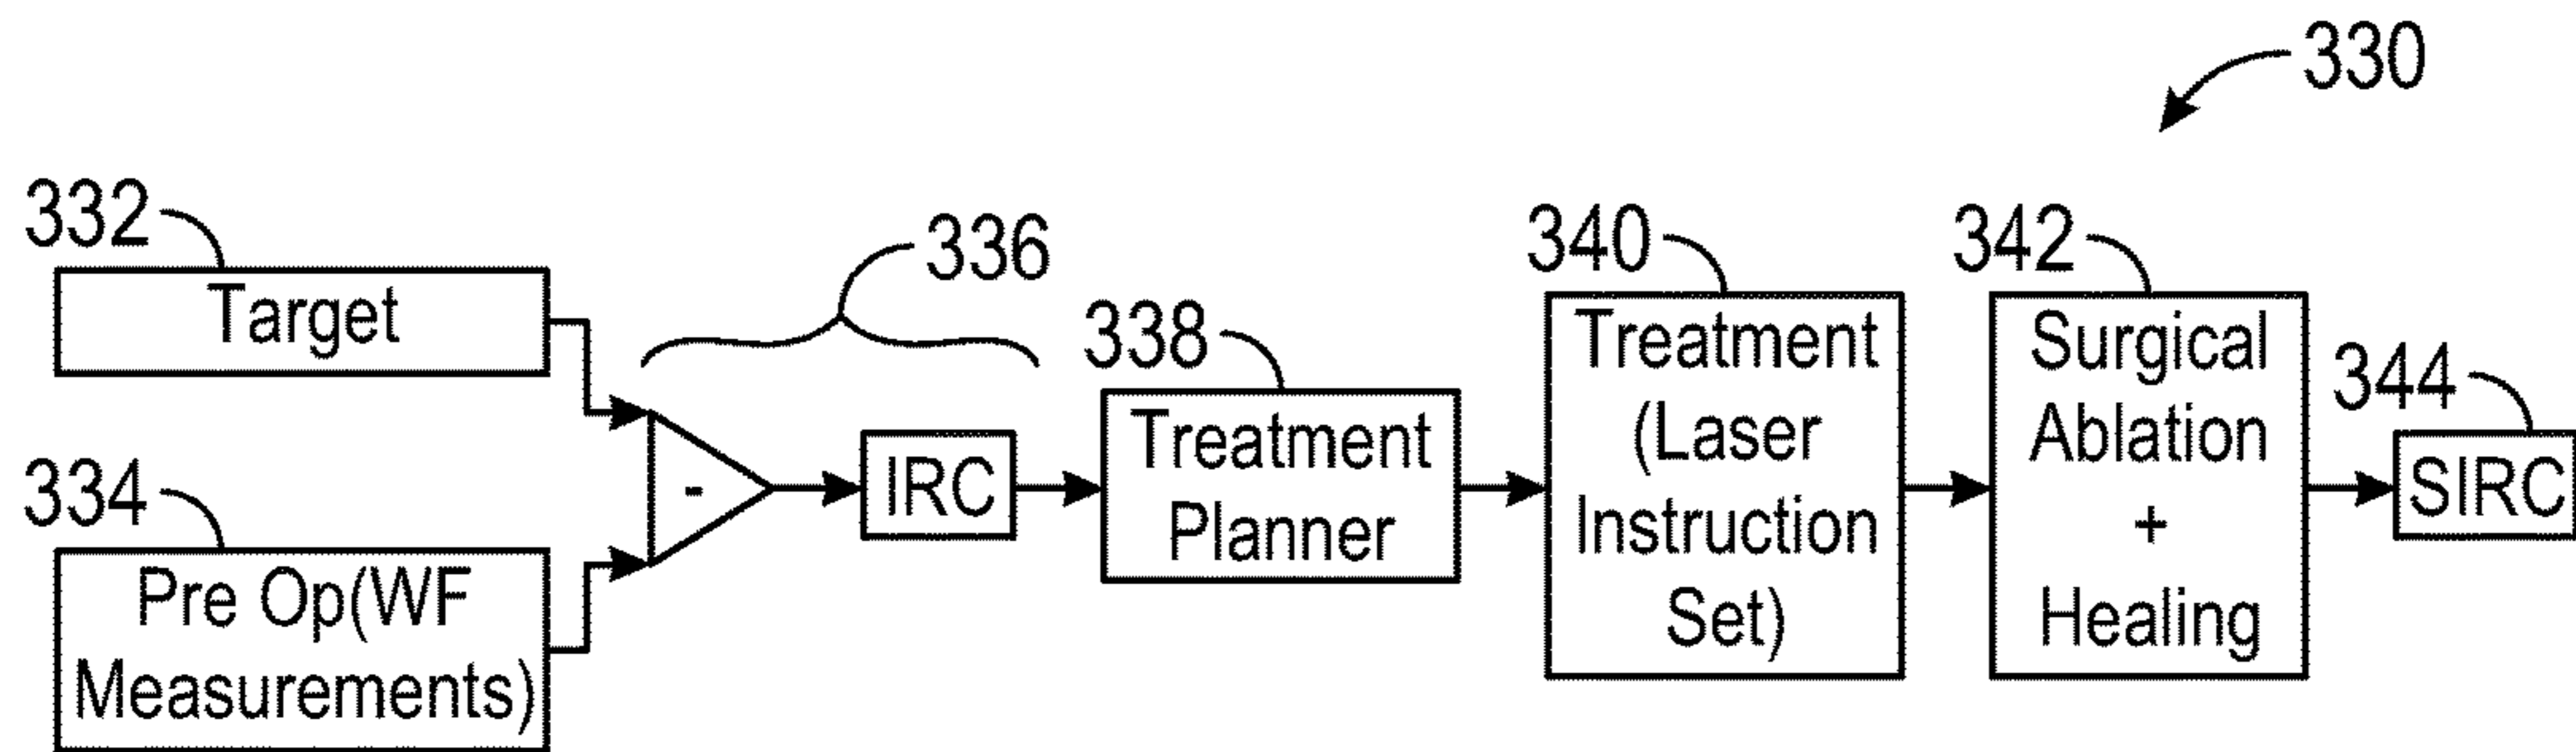 330
332
Target
334
Pre Op(WF
Measurements)
336
-
IRC
338
Treatment
Planner
340
Treatment
(Laser
Instruction
Set)
342
Surgical
Ablation
+
Healing
344
SIRC